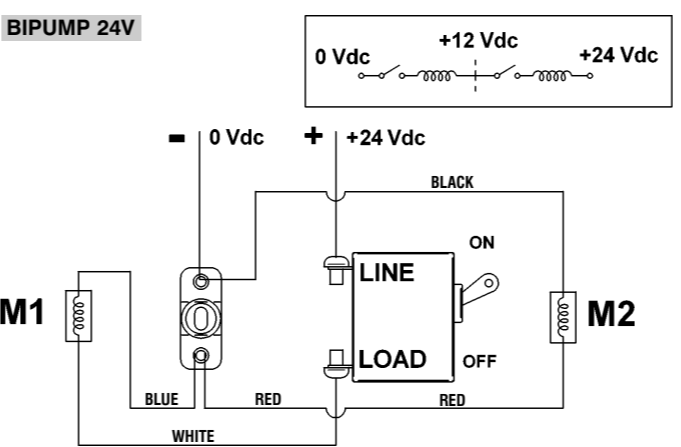 BIPUMP 24V
0 Vdc
+12 Vdc
+24 Vdc
- 0 Vdc
+ +24 Vdc
BLACK
ON
LINE
M1
M2
LOAD
OFF
BLUE
RED
RED
WHITE